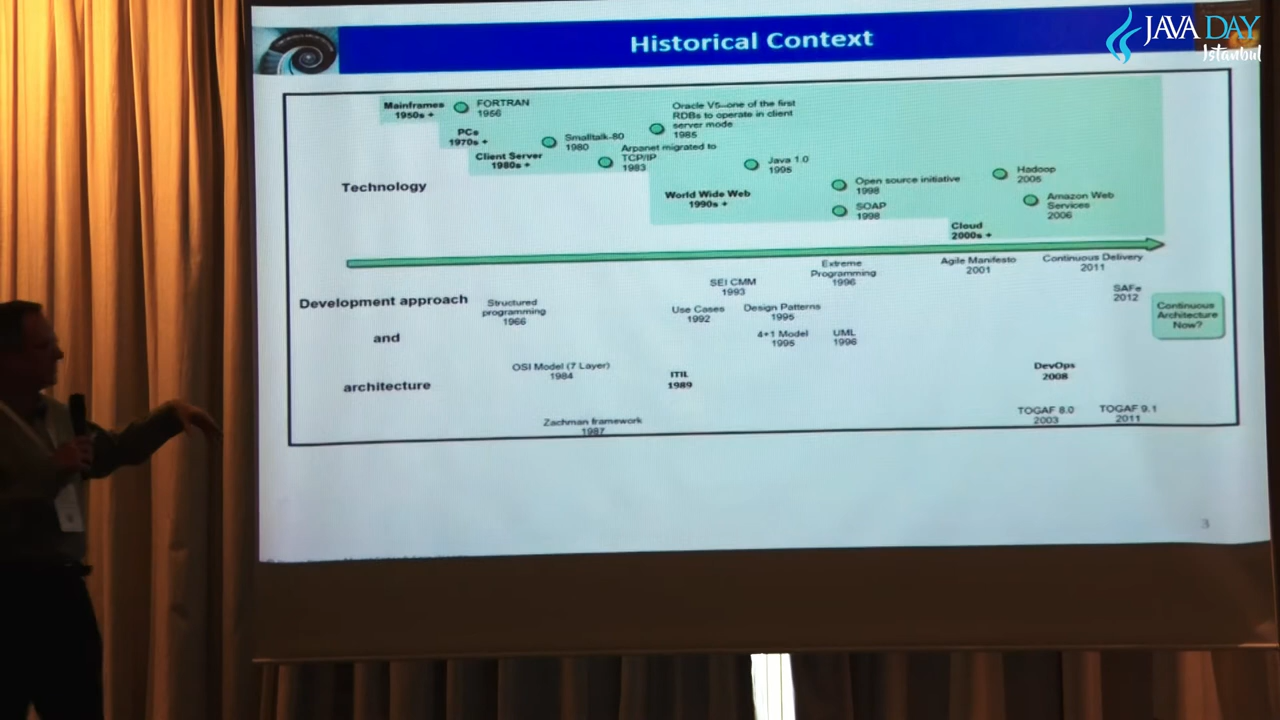 Historical Context
JAVA DAY
Istanbul
Mainframes
1950s +
FORTRAN
1956
PCs
1970s +
Smalltalk-80
1980
Oracle V5–one of the first
RDBs to operate in client
server mode
1985
Client Server
1980s +
Arpanet migrated to
TCP/IP
1983
Java 1.0
1995
Technology
World Wide Web
1990s +
Open source initiative
1998
SOAP
1998
Hadoop
2005
Amazon Web
Services
2006
Cloud
2000s +
Development approach
and
architecture
Structured
programming
1966
SEI CMM
1993
Extreme
Programming
1996
Agile Manifesto
2001
Continuous Delivery
2011
Use Cases
1992
Design Patterns
1995
SAFe
2012
4+1 Model
1995
UML
1996
Continuous
Architecture
Now?
OSI Model (7 Layer)
1984
ITIL
1989
DevOps
2008
Zachman framework
1987
TOGAF 8.0
2003
TOGAF 9.1
2011
3